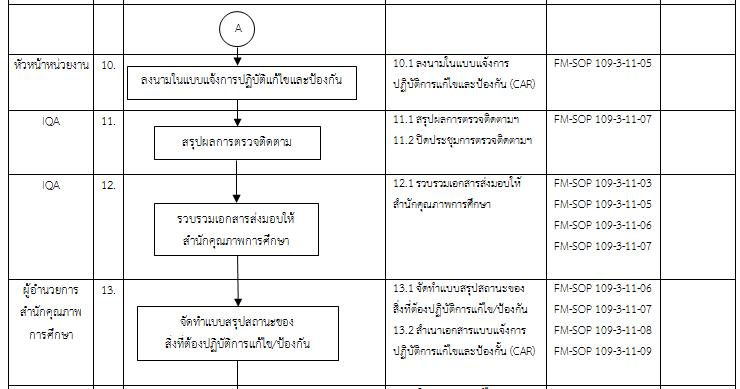 A
หัวหน้าหน่วยงาน
10.
ลงนามในแบบแจ้งการปฏิบัติแก้ไขและป้องกัน
10.1 ลงนามในแบบแจ้งการ
ปฏิบัติการแก้ไขและป้องกัน (CAR)
FM-SOP 109-3-11-05
IQA
11.
สรุปผลการตรวจติดตาม
11.1 สรุปผลการตรวจติดตามฯ
11.2 ปิดประชุมการตรวจติดตามฯ
FM-SOP 109-3-11-07
IQA
12.
รวบรวมเอกสารส่งมอบให้
สำนักคุณภาพการศึกษา
12.1 รวบรวมเอกสารส่งมอบให้
สำนักคุณภาพการศึกษา
FM-SOP 109-3-11-03
FM-SOP 109-3-11-05
FM-SOP 109-3-11-06
FM-SOP 109-3-11-07
ผู้อำนวยการ
สำนักคุณภาพ
การศึกษา
13.
จัดทำแบบสรุปสถานะของ
สิ่งที่ต้องปฏิบัติการแก้ไข/ป้องกัน
13.1 จัดทำแบบสรุปสถานะของ
สิ่งที่ต้องปฏิบัติการแก้ไข/ป้องกัน
13.2 สำเนาเอกสารแบบแจ้งการ
ปฏิบัติการแก้ไขและป้องกั้น (CAR)
FM-SOP 109-3-11-06
FM-SOP 109-3-11-07
FM-SOP 109-3-11-08
FM-SOP 109-3-11-09